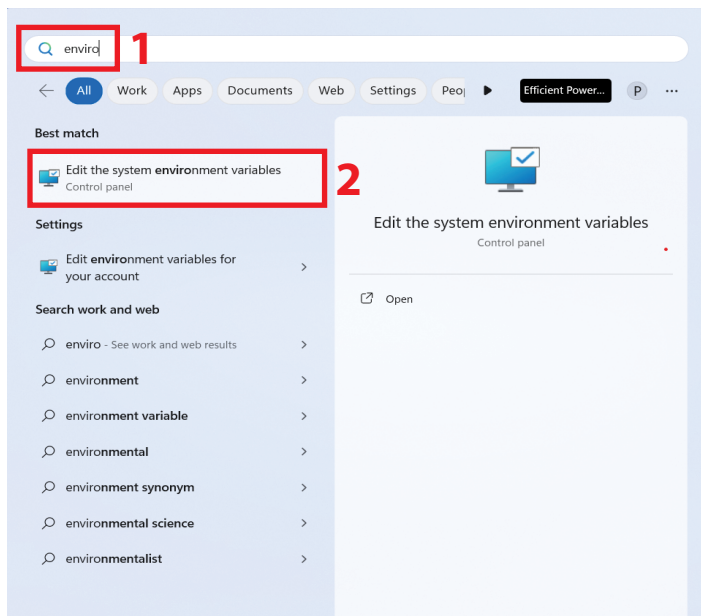 enviro
1
All Work Apps Documents Web Settings Peo Efficient Power... P ...
Best match
Edit the system environment variables
Control panel
2
Settings
Edit environment variables for
your account
Search work and web
enviro - See work and web results
environment
environment variable
environmental
environment synonym
environmental science
environmentalist
Edit the system environment variables
Control panel
Open